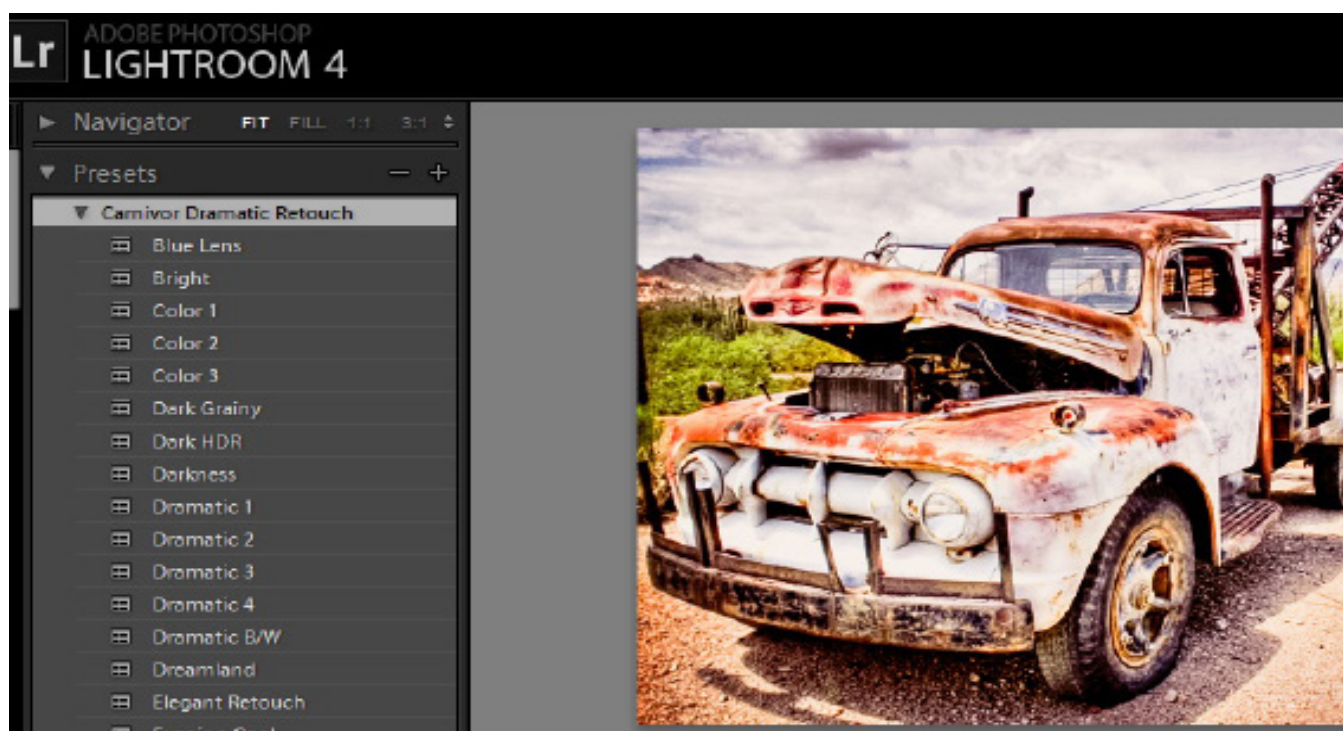 Lr
ADOBE PHOTOSHOP
LIGHTROOM 4
Navigator FIT FILL 1:1 3:1
Presets − +
Carnivor Dramatic Retouch
Blue Lens
Bright
Color 1
Color 2
Color 3
Dark Grainy
Dark HDR
Darkness
Dramatic 1
Dramatic 2
Dramatic 3
Dramatic 4
Dramatic B/W
Dreamland
Elegant Retouch